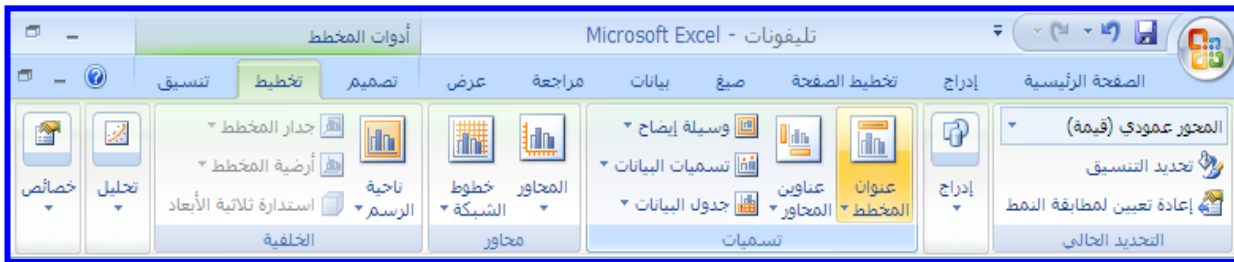 تليفونات - Microsoft Excel
أدوات المخطط
الصفحة الرئيسية
إدراج
تخطيط الصفحة
صيغ
بيانات
مراجعة
عرض
تصميم
تخطيط
تنسيق
المحور عمودي (قيمة)
تحديد التنسيق
إعادة تعيين لمطابقة النمط
التحديد الحالي
إدراج
عنوان
المخطط
عناوين
المحاور
وسيلة إيضاح
تسميات البيانات
جدول البيانات
تسميات
المحاور
خطوط
الشبكة
محاور
ناحية
الرسم
جدار المخطط
أرضية المخطط
استدارة ثلاثية الأبعاد
الخلفية
تحليل
خصائص